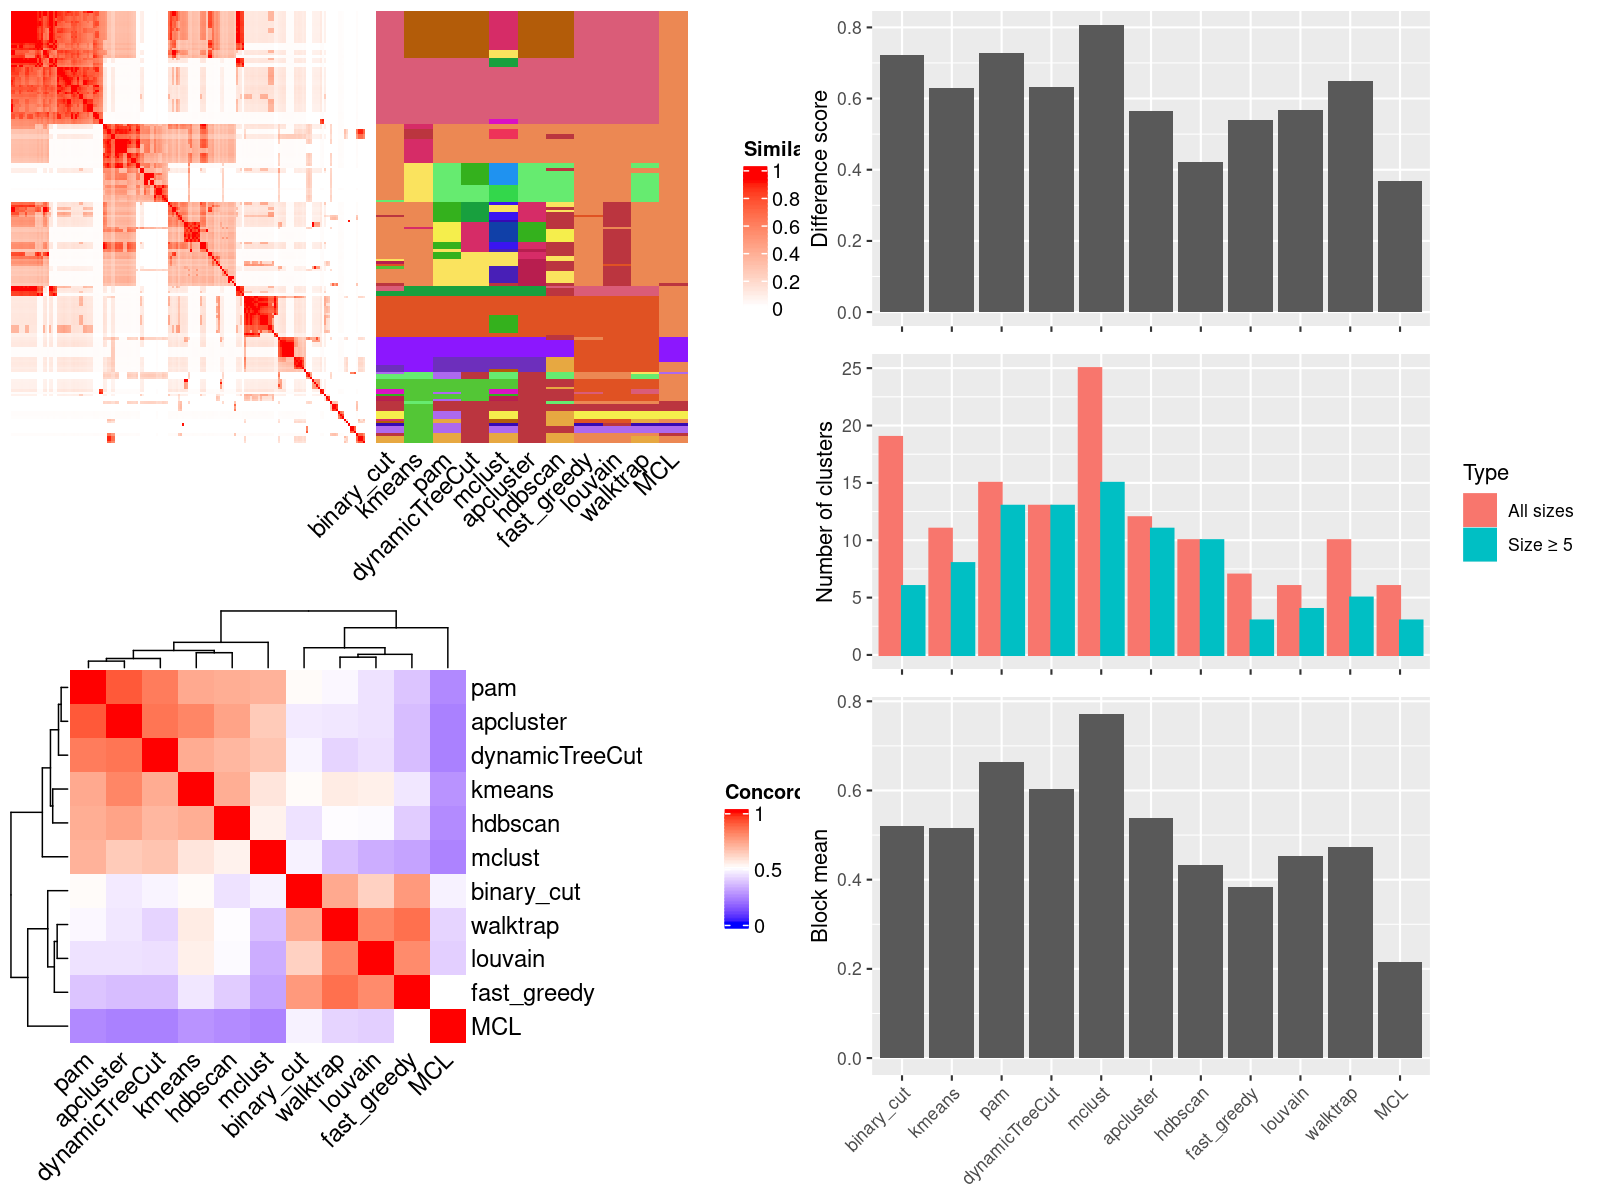 Simila
1
0.8
0.6
0.4
0.2
0
binary_cut
kmeans
pam
dynamicTreeCut
mclust
apcluster
hdbscan
fast_greedy
louvain
walktrap
MCL
Concord
1
0.5
0
pam
apcluster
dynamicTreeCut
kmeans
hdbscan
mclust
binary_cut
walktrap
louvain
fast_greedy
MCL
pam
apcluster
dynamicTreeCut
kmeans
hdbscan
mclust
binary_cut
walktrap
louvain
fast_greedy
MCL
Difference score
0.8
0.6
0.4
0.2
0.0
Number of clusters
25
20
15
10
5
0
Type
All sizes
Size ≥ 5
Block mean
0.8
0.6
0.4
0.2
0.0
binary_cut
kmeans
pam
dynamicTreeCut
mclust
apcluster
hdbscan
fast_greedy
louvain
walktrap
MCL